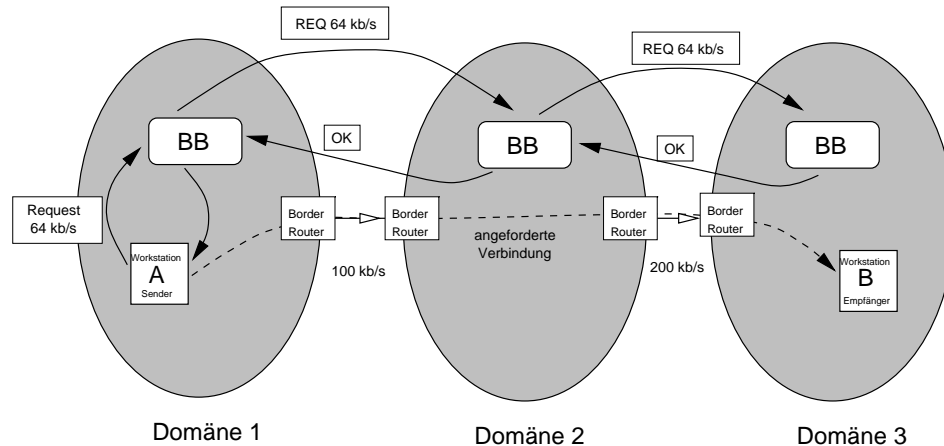 REQ 64 kb/s
REQ 64 kb/s
BB
OK
BB
OK
BB
Request
64 kb/s
Border
Router
Border
Router
Border
Router
Border
Router
angeforderte
Verbindung
100 kb/s
200 kb/s
Workstation
A
Sender
Workstation
B
Empfänger
Domäne 1
Domäne 2
Domäne 3